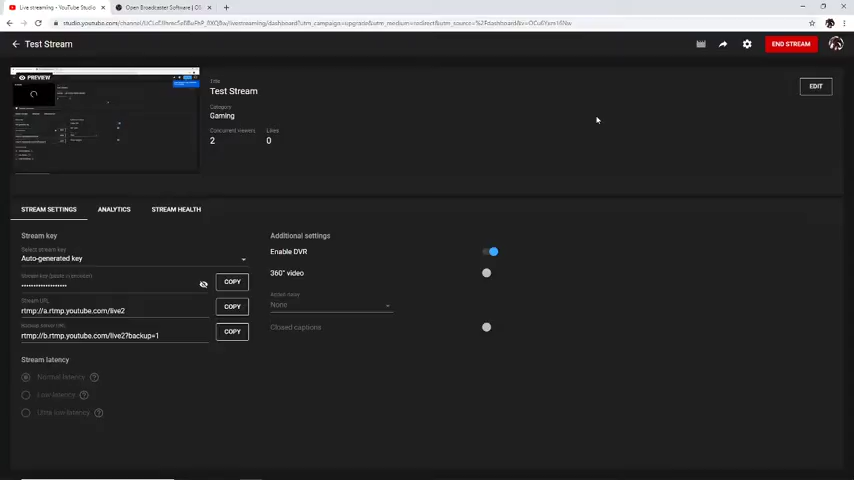 Live streaming - YouTube Studio
Open Broadcaster Software | O
Test Stream
END STREAM
PREVIEW
Title
Test Stream
EDIT
Category
Gaming
Concurrent viewers
Likes
2
0
STREAM SETTINGS
ANALYTICS
STREAM HEALTH
Stream key
Additional settings
Select stream key
Auto-generated key
Enable DVR
COPY
360° video
Stream URL
rtmp://a.rtmp.youtube.com/live2
COPY
None
Backup server URL
rtmp://b.rtmp.youtube.com/live2?backup=1
COPY
Closed captions
Stream latency
Normal latency
Low-latency
Ultra low-latency